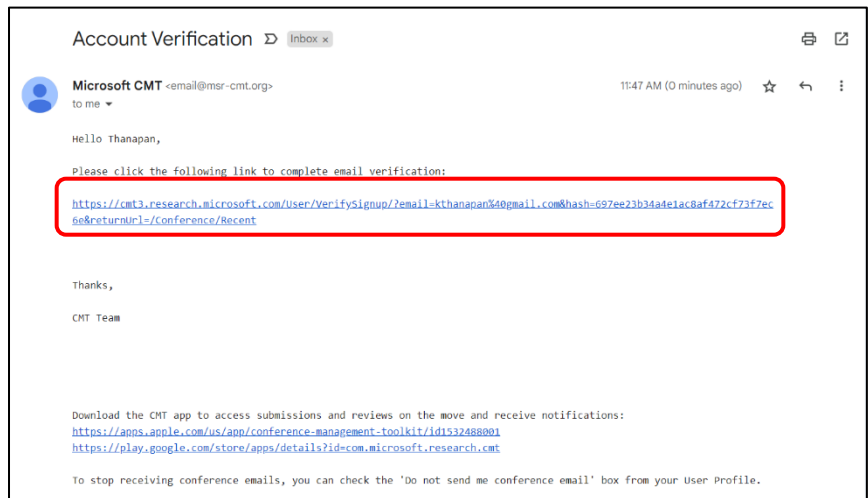 Account Verification Inbox x
Microsoft CMT <email@msr-cmt.org> 11:47 AM (0 minutes ago)
to me
Hello Thanapan,
Please click the following link to complete email verification:
https://cmt3.research.microsoft.com/User/VerifySignup/?email=kthanapan%40gmail.com&hash=697ee23b34a4e1ac8af472cf73f7ec
6e&returnUrl=/Conference/Recent
Thanks,
CMT Team
Download the CMT app to access submissions and reviews on the move and receive notifications:
https://apps.apple.com/us/app/conference-management-toolkit/id1532488001
https://play.google.com/store/apps/details?id=com.microsoft.research.cmt
To stop receiving conference emails, you can check the 'Do not send me conference email' box from your User Profile.